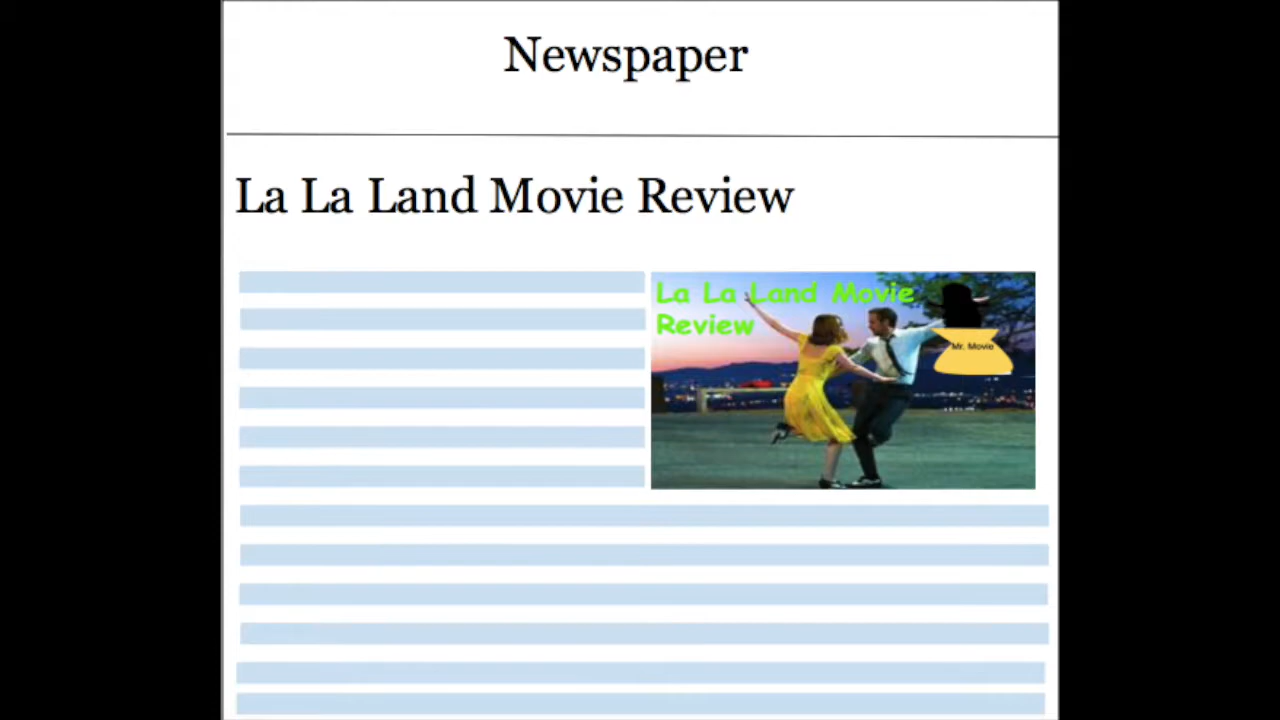 Newspaper
La La Land Movie Review
La La Land Movie
Review
Mr. Movie